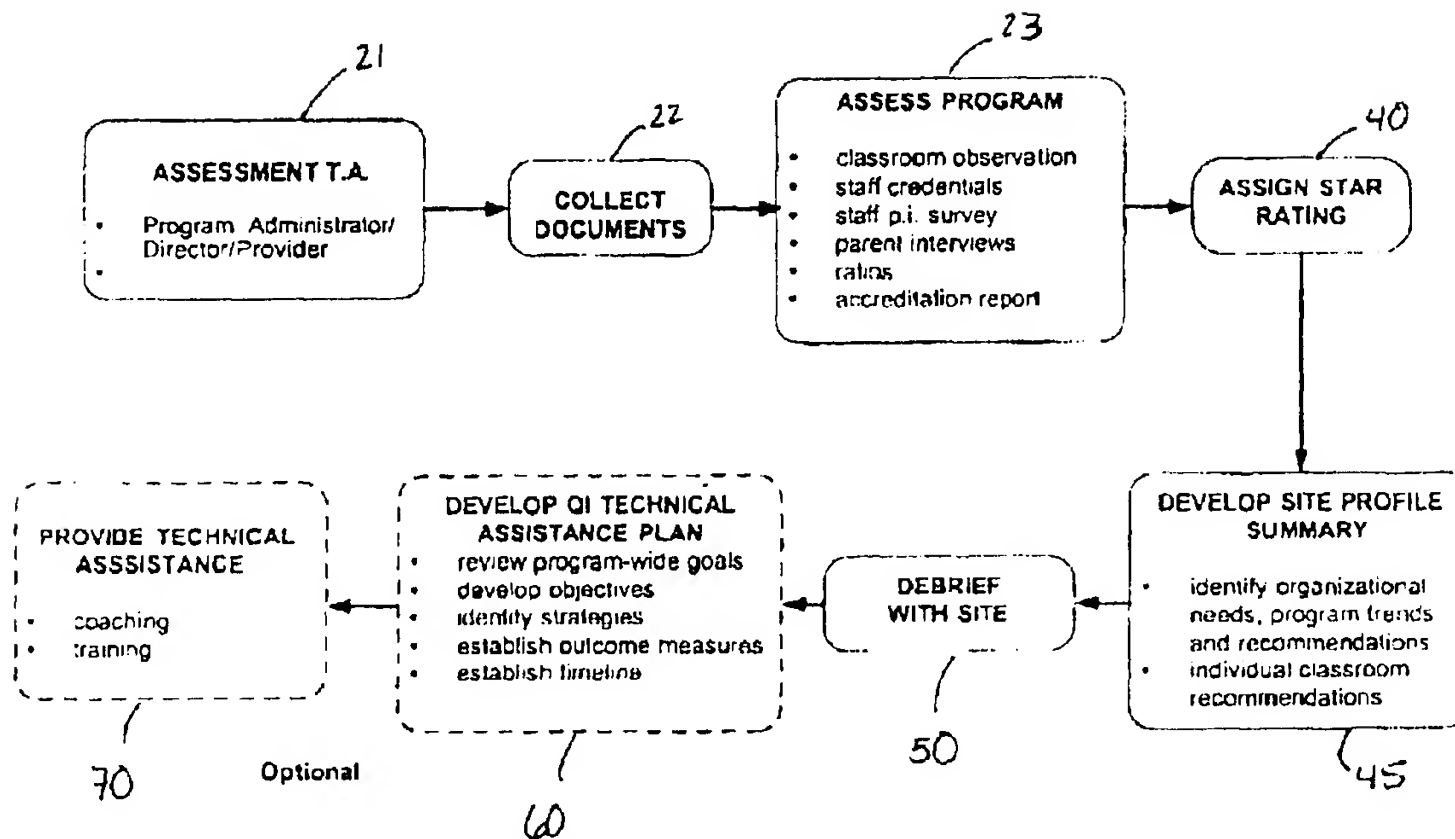 21
ASSESSMENT T.A.
• Program Administrator/
Director/Provider
•
22
COLLECT
DOCUMENTS
23
ASSESS PROGRAM
• classroom observation
• staff credentials
• staff p.i. survey
• parent interviews
• ratios
• accreditation report
40
ASSIGN STAR
RATING
DEVELOP SITE PROFILE
SUMMARY
• identify organizational
needs, program trends
and recommendations
• individual classroom
recommendations
45
DEBRIEF
WITH SITE
50
DEVELOP QI TECHNICAL
ASSISTANCE PLAN
• review program-wide goals
• develop objectives
• identify strategies
• establish outcome measures
• establish timeline
60
PROVIDE TECHNICAL
ASSSISTANCE
• coaching
• training
70
Optional